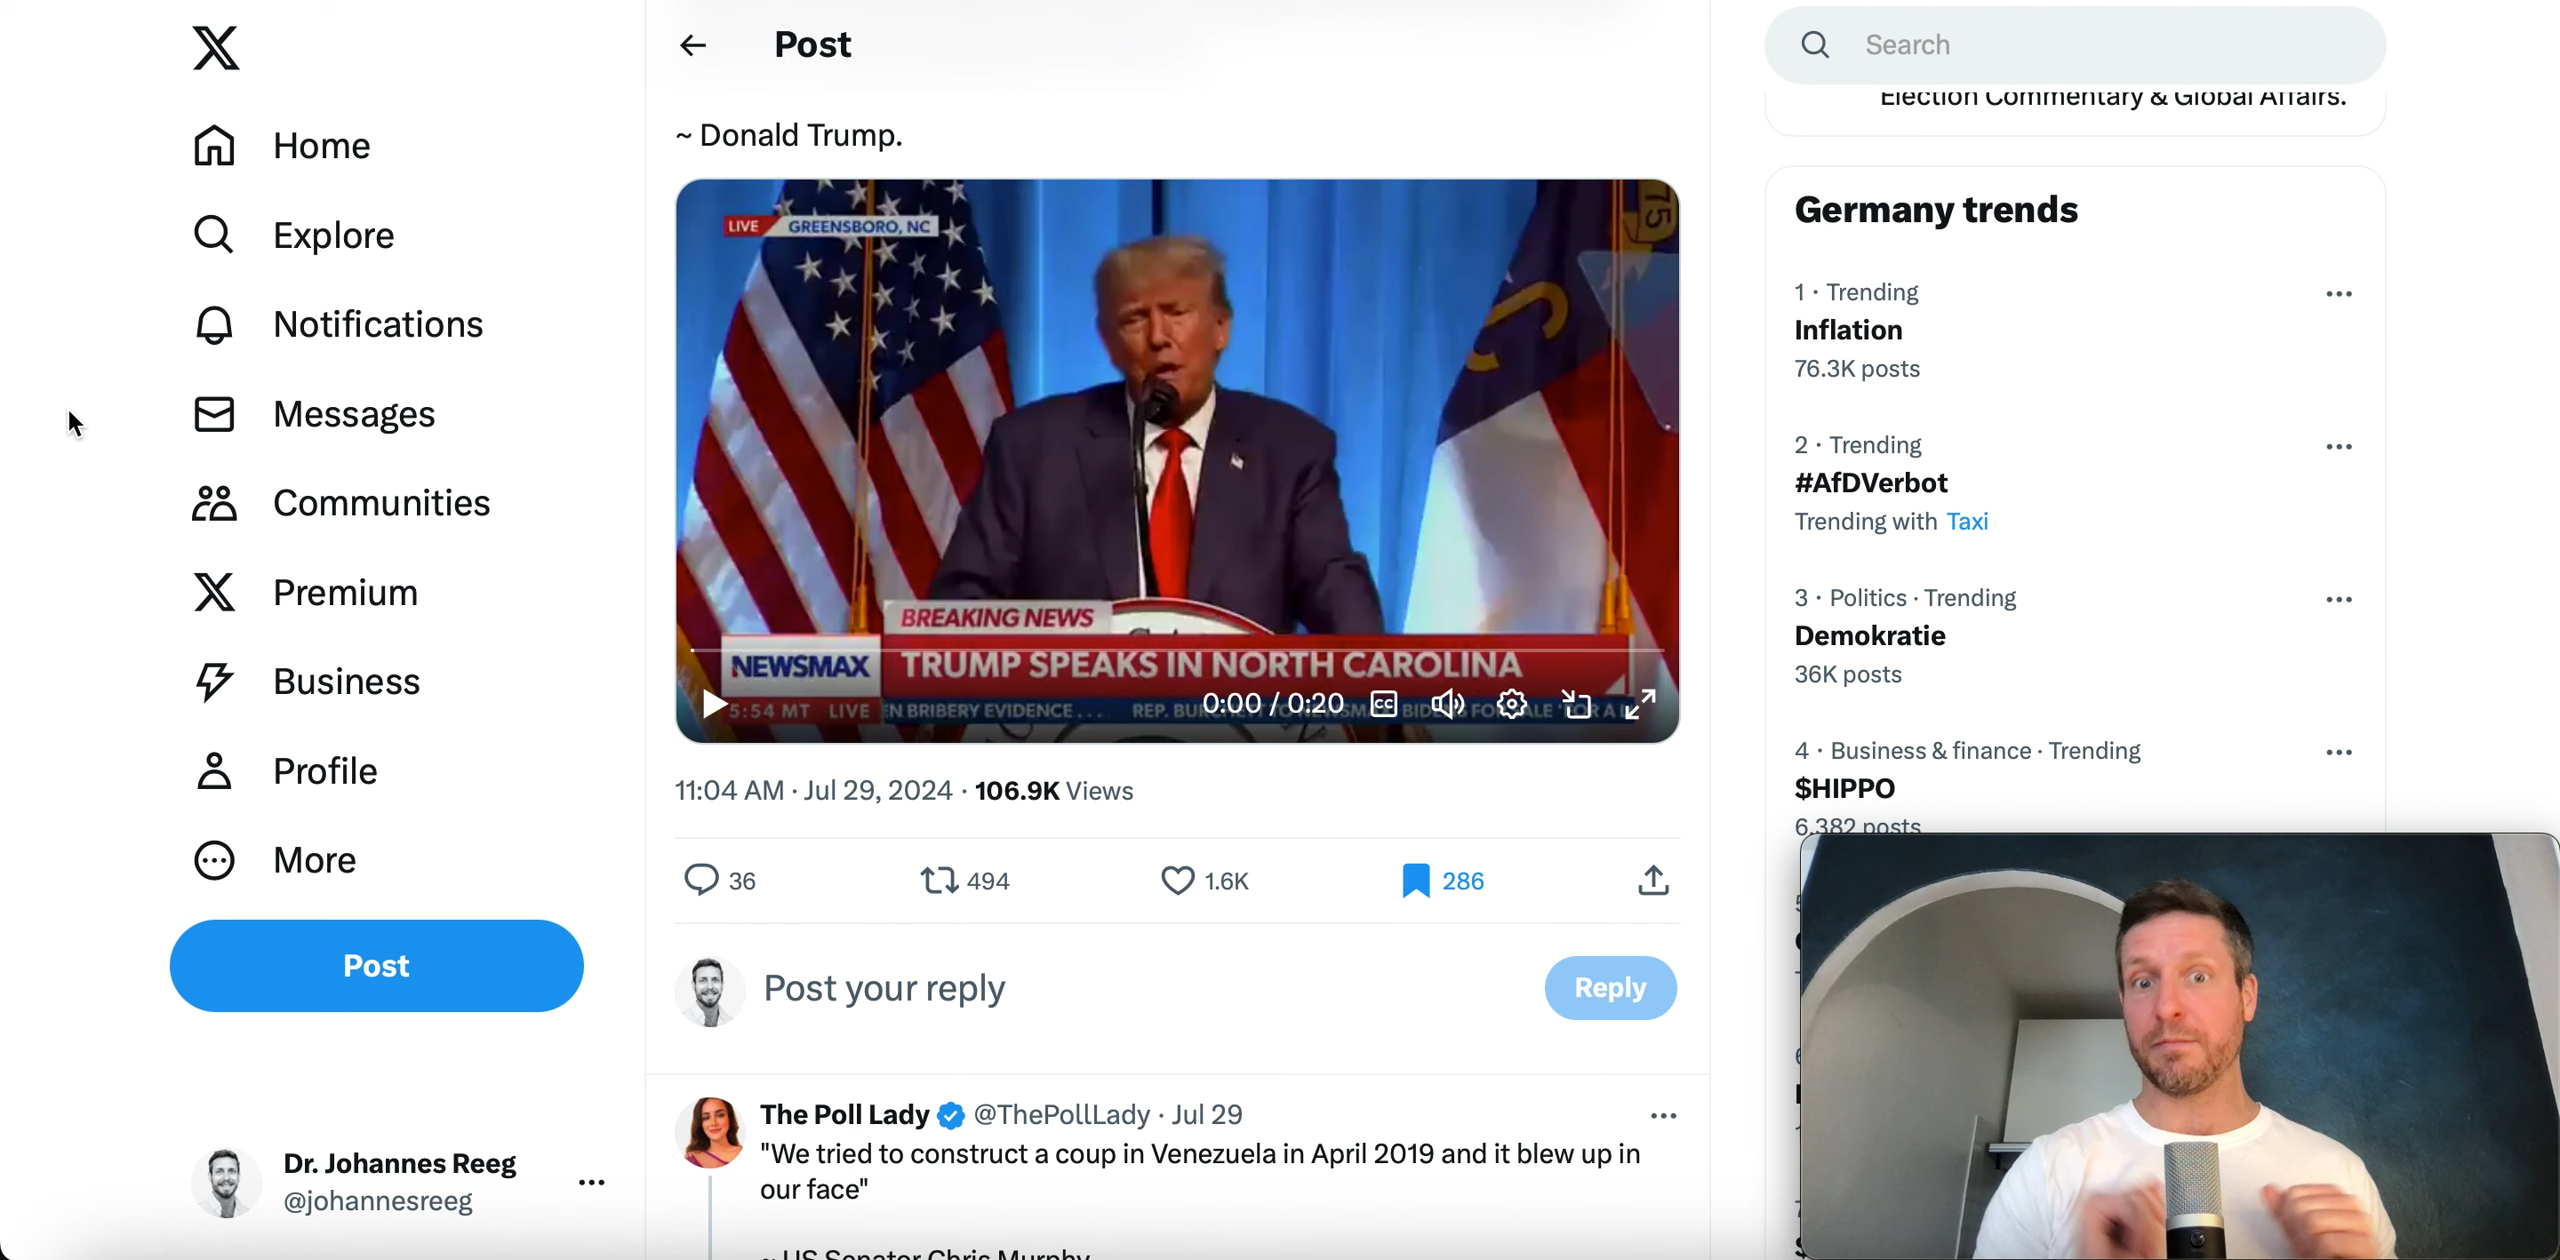 Home
Explore
Notifications
Messages
Communities
Premium
Business
Profile
More
Post
Dr. Johannes Reeg
@johannesreeg
Post
~ Donald Trump.
LIVE GREENSBORO, NC
BREAKING NEWS
NEWSMAX TRUMP SPEAKS IN NORTH CAROLINA
0:00 / 0:20
5:54 MT LIVE EN BRIBERY EVIDENCE....
11:04 AM · Jul 29, 2024 · 106.9K Views
36 494 1.6K 286
Post your reply
Reply
The Poll Lady @ThePollLady · Jul 29
"We tried to construct a coup in Venezuela in April 2019 and it blew up in
our face"
~ US Senator Chris Murphy
Search
Election Commentary & Global Affairs.
Germany trends
1 · Trending
Inflation
76.3K posts
2 · Trending
#AfDVerbot
Trending with Taxi
3 · Politics · Trending
Demokratie
36K posts
4 · Business & finance · Trending
$HIPPO
6,382 posts